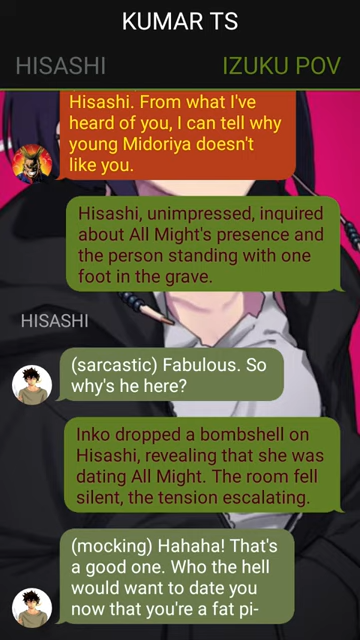 KUMAR TS
HISASHI
IZUKU POV
Hisashi. From what I've
heard of you, I can tell why
young Midoriya doesn't
like you.
Hisashi, unimpressed, inquired
about All Might's presence and
the person standing with one
foot in the grave.
HISASHI
(sarcastic) Fabulous. So
why's he here?
Inko dropped a bombshell on
Hisashi, revealing that she was
dating All Might. The room fell
silent, the tension escalating.
(mocking) Hahaha! That's
a good one. Who the hell
would want to date you
now that you're a fat pi-